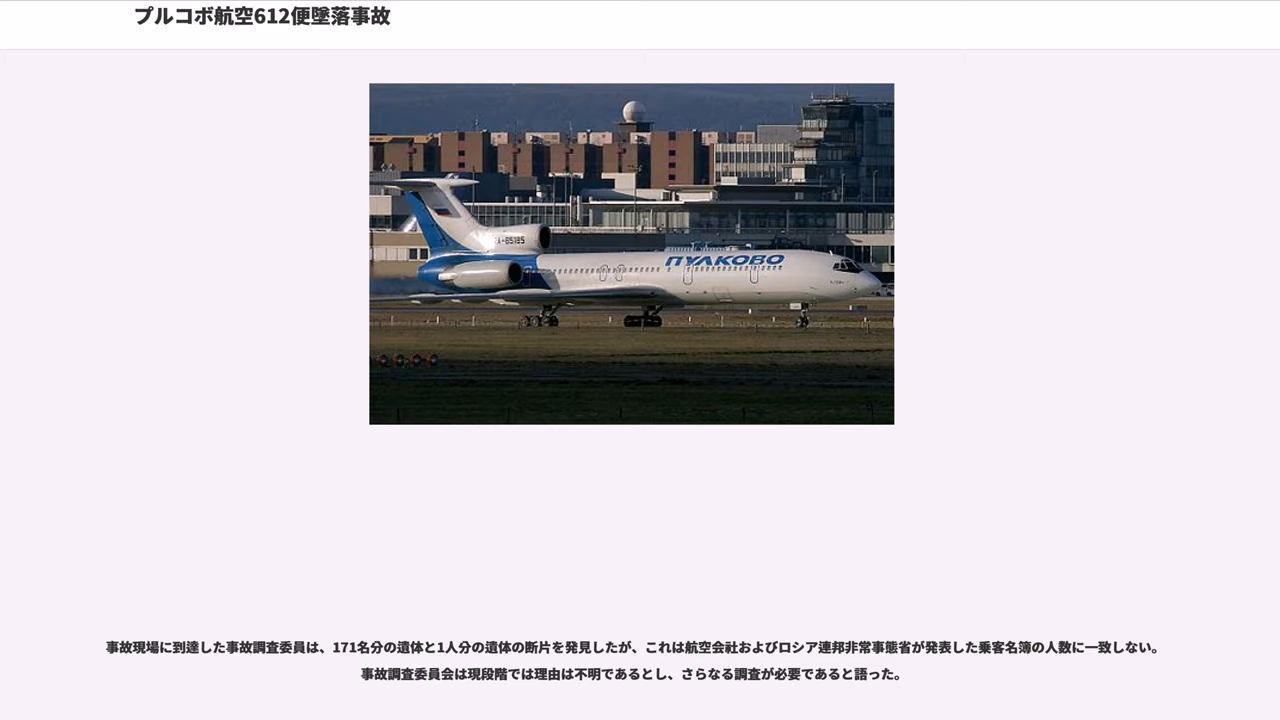 プルコボ航空612便墜落事故
RA-85185
ПУЛКОВО
事故現場に到達した事故調査委員は、171名分の遺体と1人分の遺体の断片を発見したが、これは航空会社およびロシア連邦非常事態省が発表した乗客名簿の人数に一致しない。
事故調査委員会は現段階では理由は不明であるとし、さらなる調査が必要であると語った。